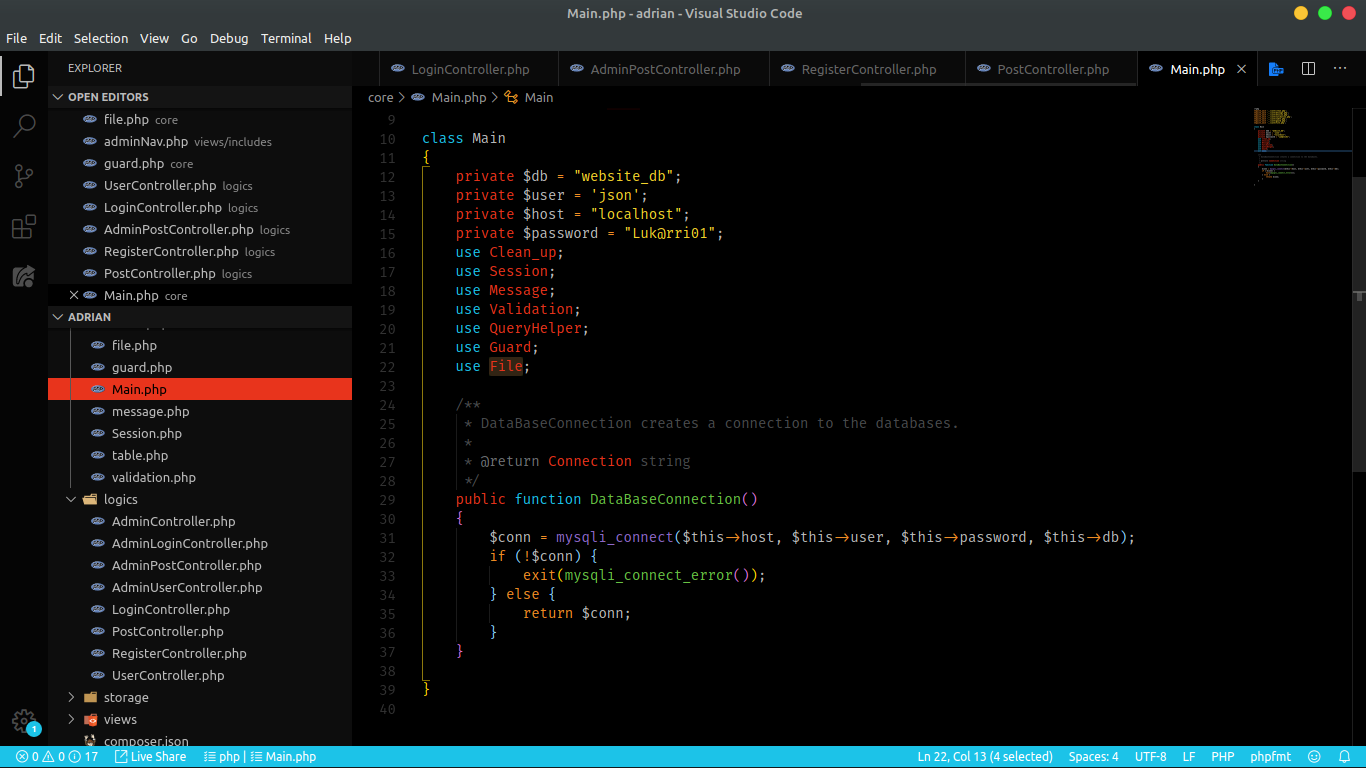 Main.php - adrian - Visual Studio Code
File Edit Selection View Go Debug Terminal Help
EXPLORER
OPEN EDITORS
file.php core
adminNav.php views/includes
guard.php core
UserController.php logics
LoginController.php logics
AdminPostController.php logics
RegisterController.php logics
PostController.php logics
Main.php core
ADRIAN
file.php
guard.php
Main.php
message.php
Session.php
table.php
validation.php
logics
AdminController.php
AdminLoginController.php
AdminPostController.php
AdminUserController.php
LoginController.php
PostController.php
RegisterController.php
UserController.php
storage
views
composer.json
1
LoginController.php AdminPostController.php RegisterController.php PostController.php Main.php
core > Main.php > Main
9
10 class Main
11 {
12 private $db = "website_db";
13 private $user = 'json';
14 private $host = "localhost";
15 private $password = "Luk@rri01";
16 use Clean_up;
17 use Session;
18 use Message;
19 use Validation;
20 use QueryHelper;
21 use Guard;
22 use File;
23
24 /**
25 * DataBaseConnection creates a connection to the databases.
26 *
27 * @return Connection string
28 */
29 public function DataBaseConnection()
30 {
31 $conn = mysqli_connect($this->host, $this->user, $this->password, $this->db);
32 if (!$conn) {
33 exit(mysqli_connect_error());
34 } else {
35 return $conn;
36 }
37 }
38
39 }
40
0 0 17 Live Share php | Main.php Ln 22, Col 13 (4 selected) Spaces: 4 UTF-8 LF PHP phpfmt